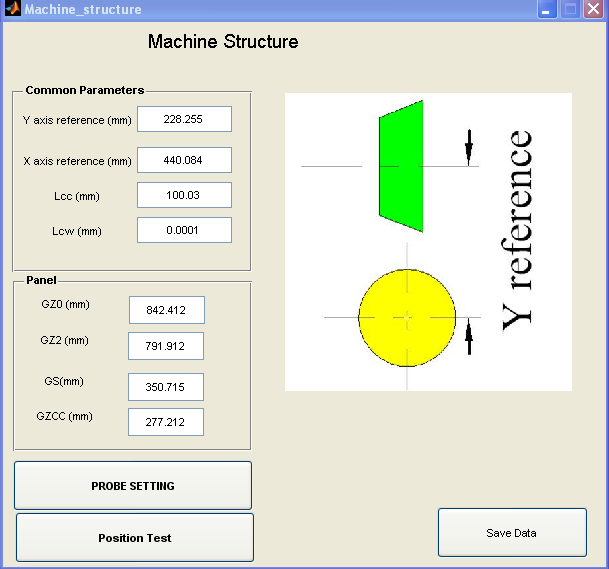 Machine_structure
Machine Structure
Common Parameters
Y axis reference (mm) 228.255
X axis reference (mm) 440.084
Lcc (mm) 100.03
Lcw (mm) 0.0001
Panel
GZ0 (mm) 842.412
GZ2 (mm) 791.912
GS(mm) 350.715
GZCC (mm) 277.212
PROBE SETTING
Position Test
Y reference
Save Data